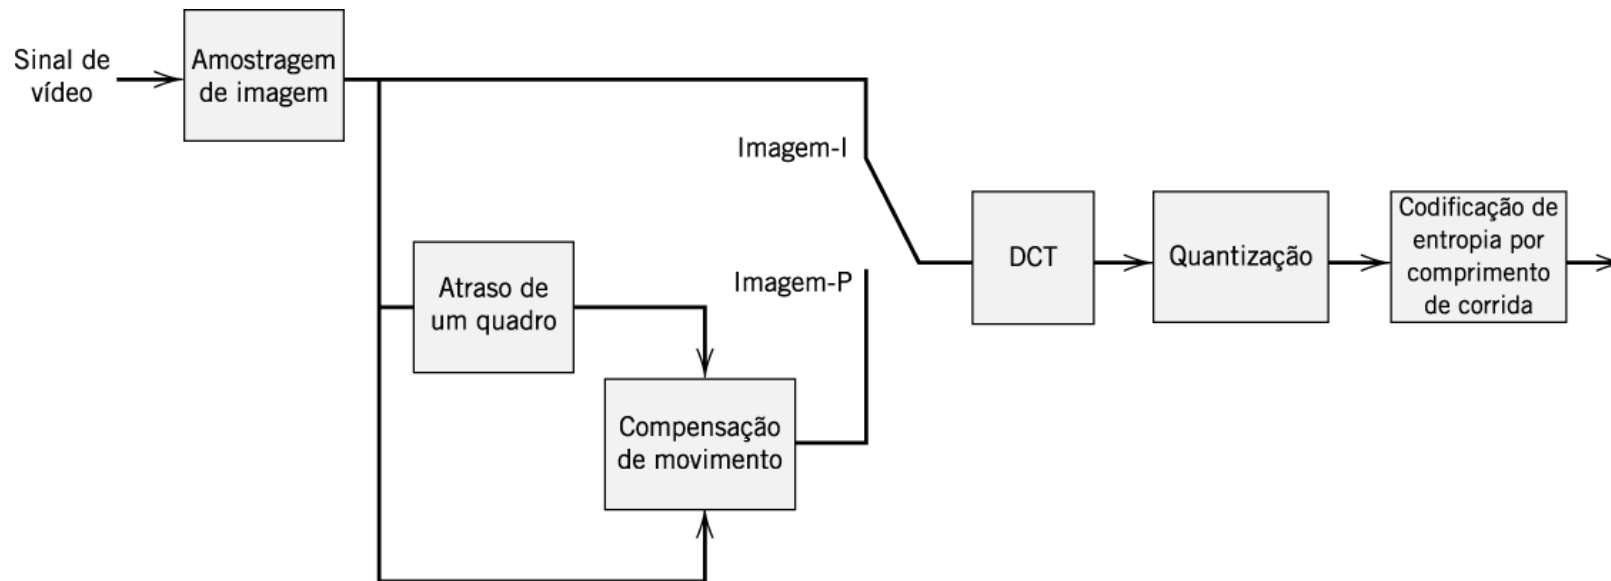 Sinal de
vídeo
Amostragem
de imagem
Imagem-I
Imagem-P
Atraso de
um quadro
Compensação
de movimento
DCT
Quantização
Codificação de
entropia por
comprimento
de corrida